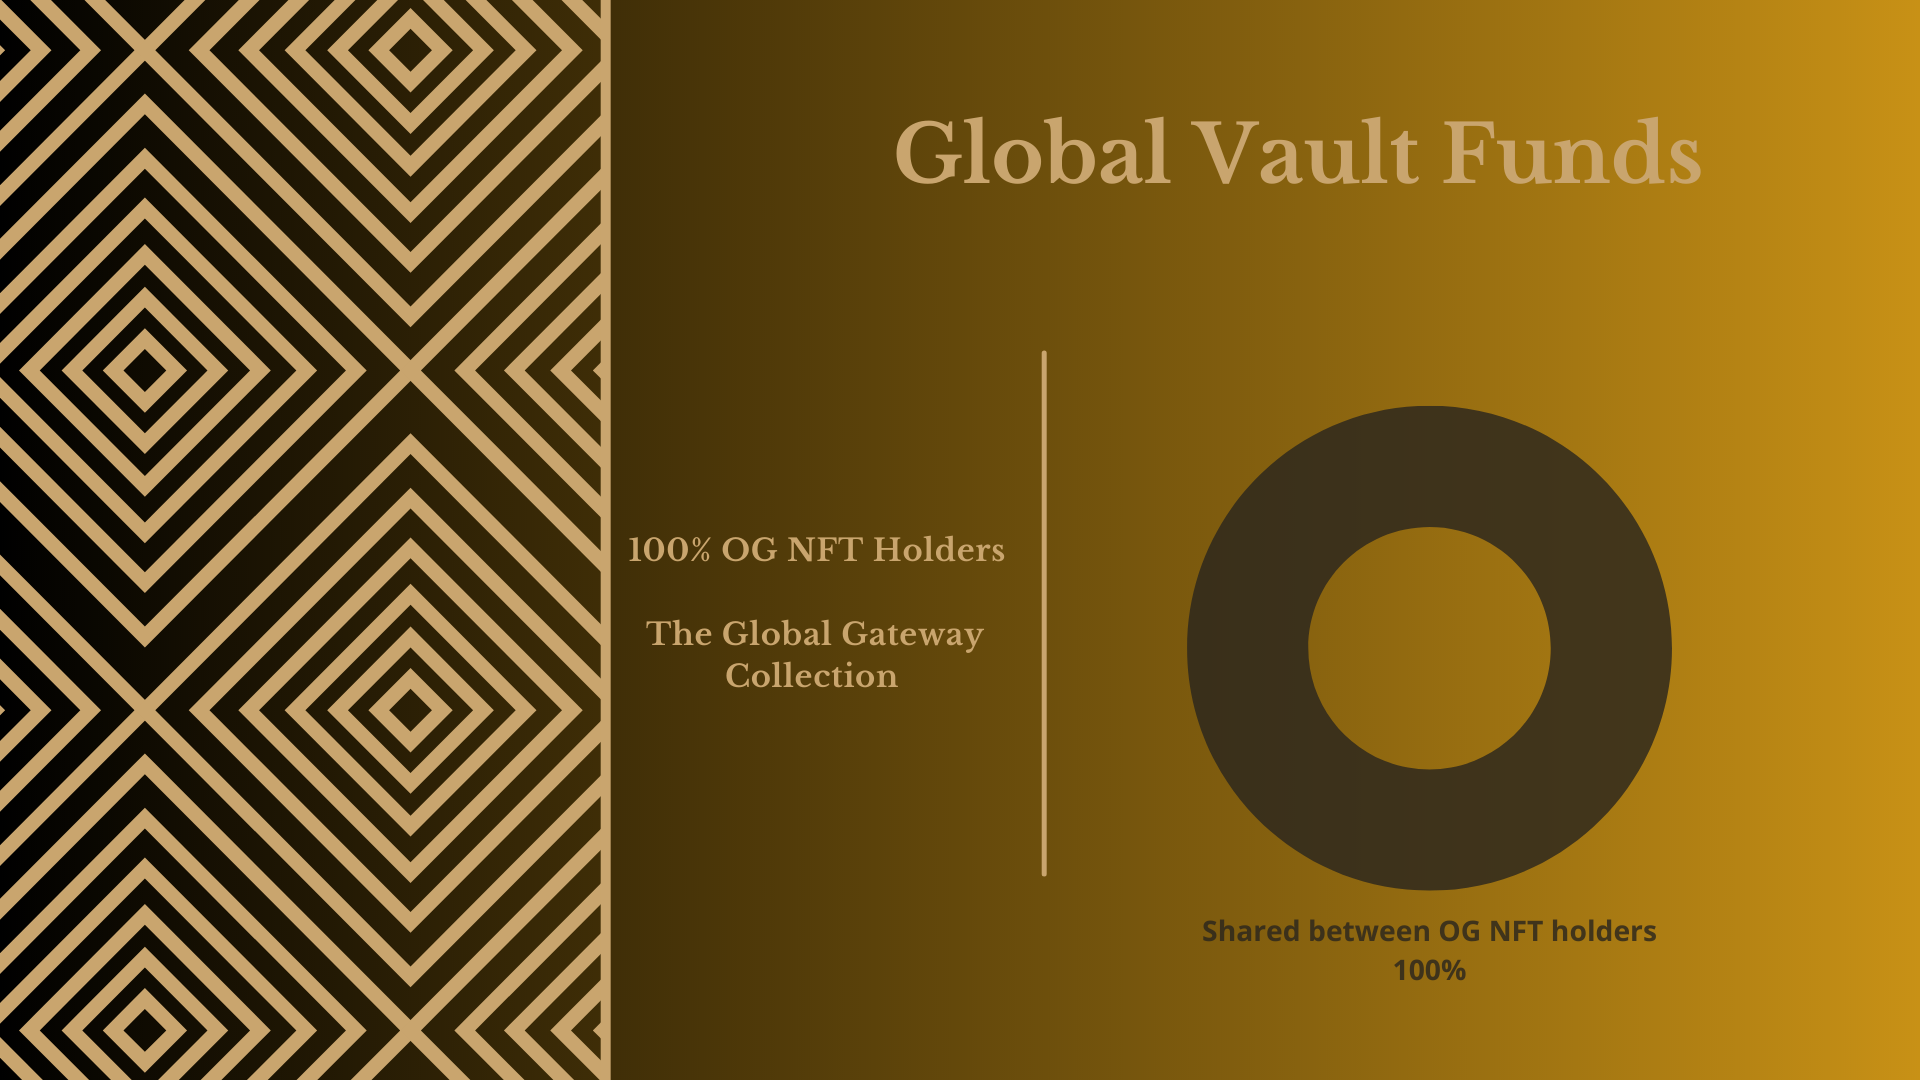 Global Vault Funds
100% OG NFT Holders
The Global Gateway
Collection
Shared between OG NFT holders
100%